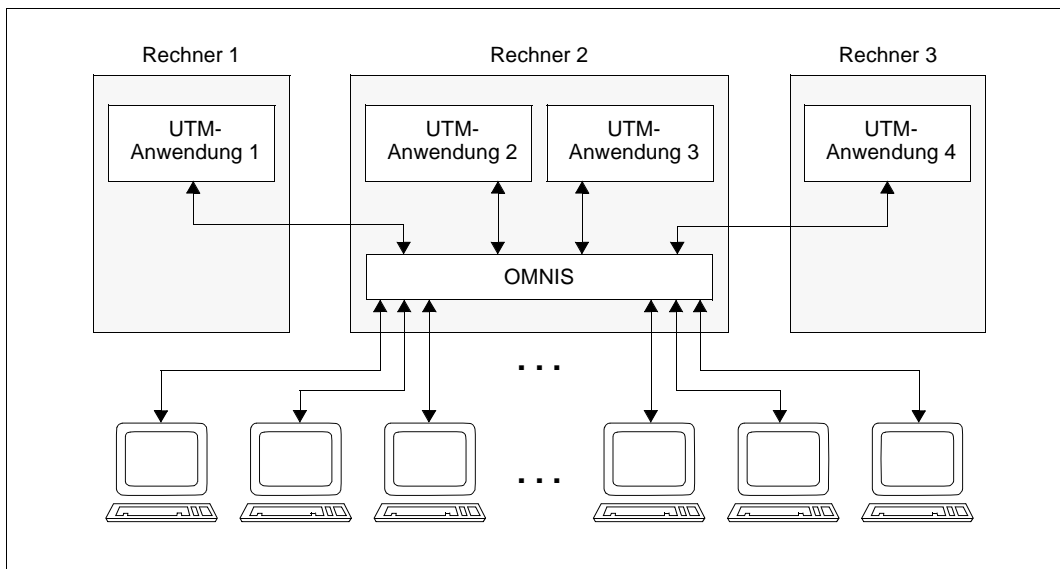 Rechner 1
Rechner 2
Rechner 3
UTM-
Anwendung 1
UTM-
Anwendung 2
UTM-
Anwendung 3
UTM-
Anwendung 4
OMNIS
. . .
. . .